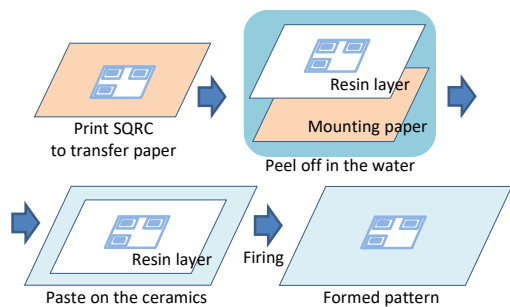 Print SQRC
to transfer paper
Resin layer
Mounting paper
Peel off in the water
Resin layer
Paste on the ceramics
Firing
Formed pattern